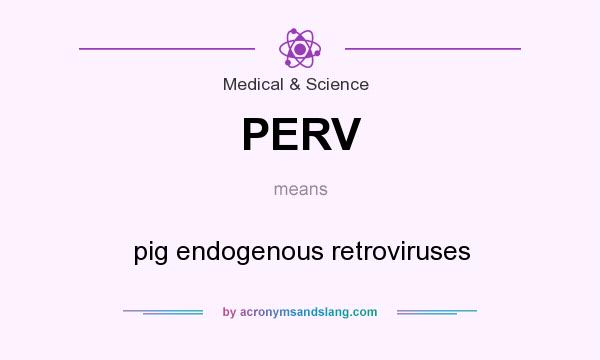 Medical & Science
PERV
means
pig endogenous retroviruses
by acronymsandslang.com